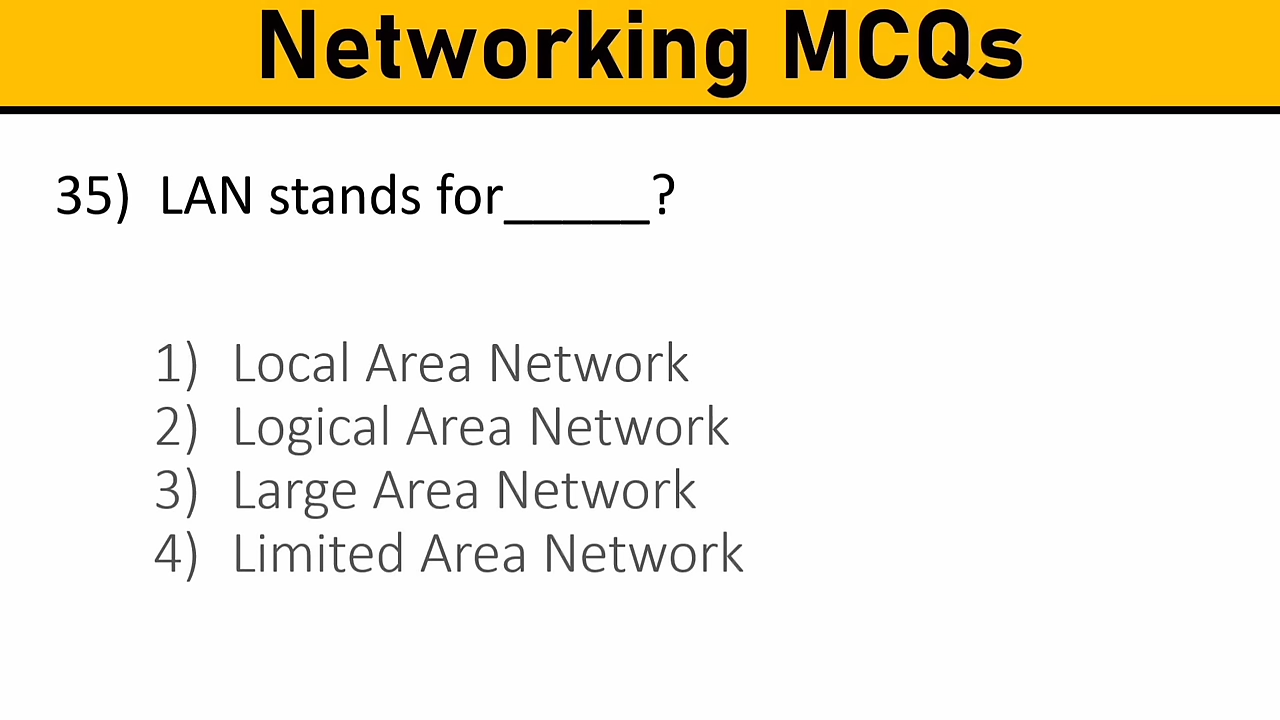 Networking MCQs
35) LAN stands for_____?
1) Local Area Network
2) Logical Area Network
3) Large Area Network
4) Limited Area Network